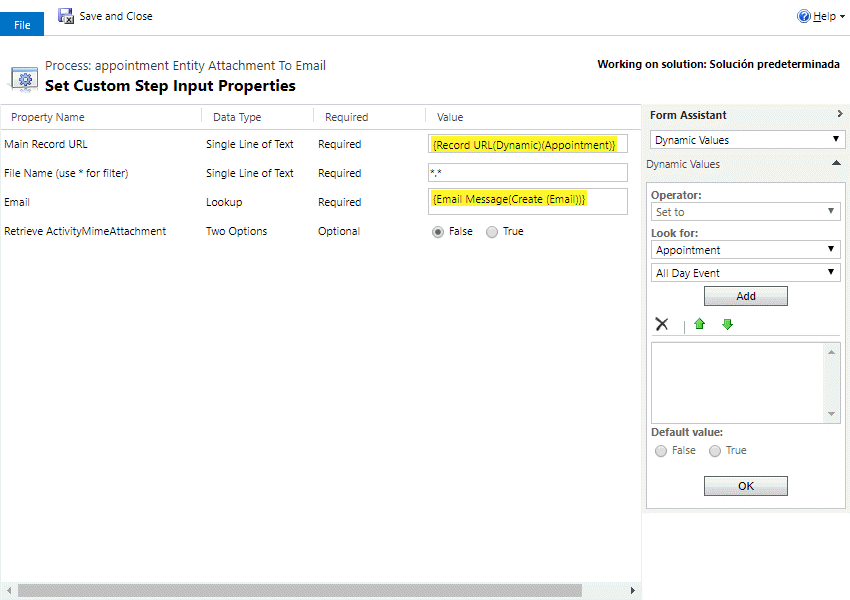 File
Save and Close
Help
Process: appointment Entity Attachment To Email
Set Custom Step Input Properties
Working on solution: Solución predeterminada
Property Name Data Type Required Value
Main Record URL Single Line of Text Required {Record URL(Dynamic)(Appointment)}
File Name (use * for filter) Single Line of Text Required *.*
Email Lookup Required {Email Message(Create (Email))}
Retrieve ActivityMimeAttachment Two Options Optional False True
Form Assistant
Dynamic Values
Dynamic Values
Operator:
Set to
Look for:
Appointment
All Day Event
Add
Default value:
False True
OK